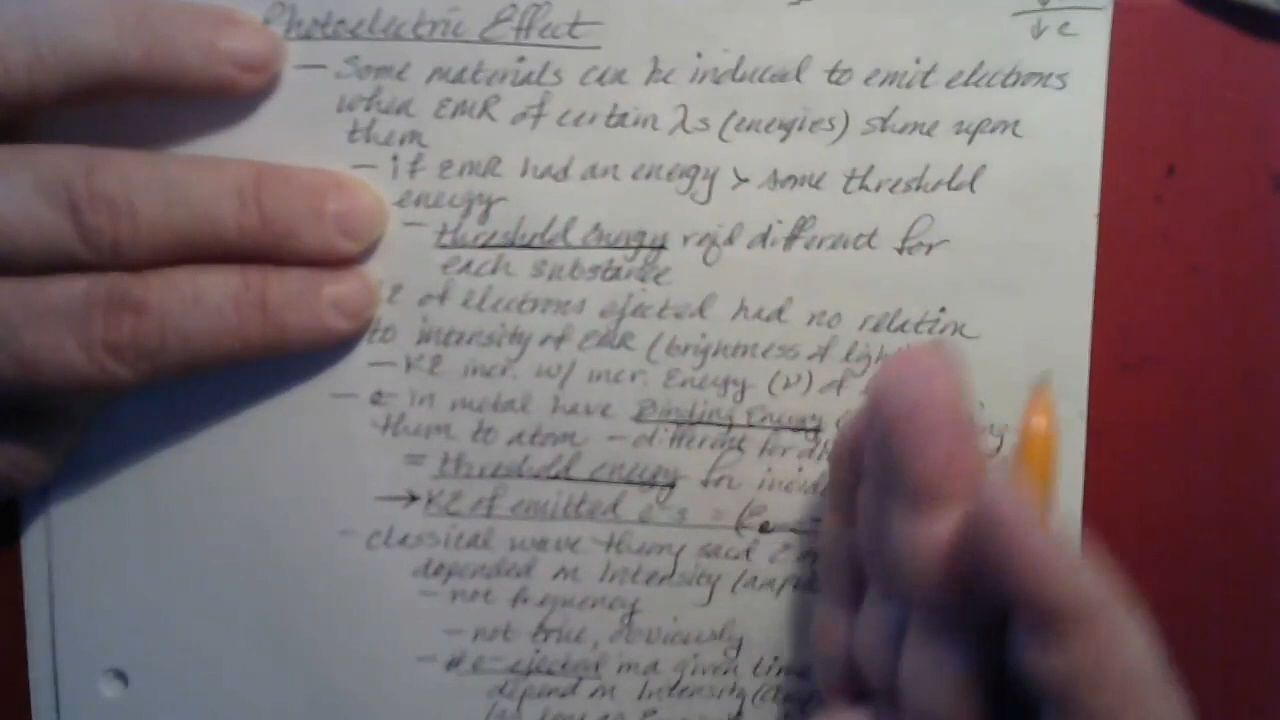 ↓ e
Photoelectric Effect
— Some materials can be induced to emit electrons
when EMR of certain λs (energies) shone upon
them
— if EMR had an energy > some threshold
energy
— threshold energy req'd different for
each substance
KE of electrons ejected had no relation
to intensity of EMR (brightness of
— KE incr. w/ incr. Energy (ν) of
— e⁻ in metal have Binding Energy
them to atom — different for
= threshold energy for
→ KE of emitted e⁻s =
— classical wave theory said E
depended on Intensity
— not frequency
— not true, obviously
— # e⁻ ejected in a given
depend on Intensity